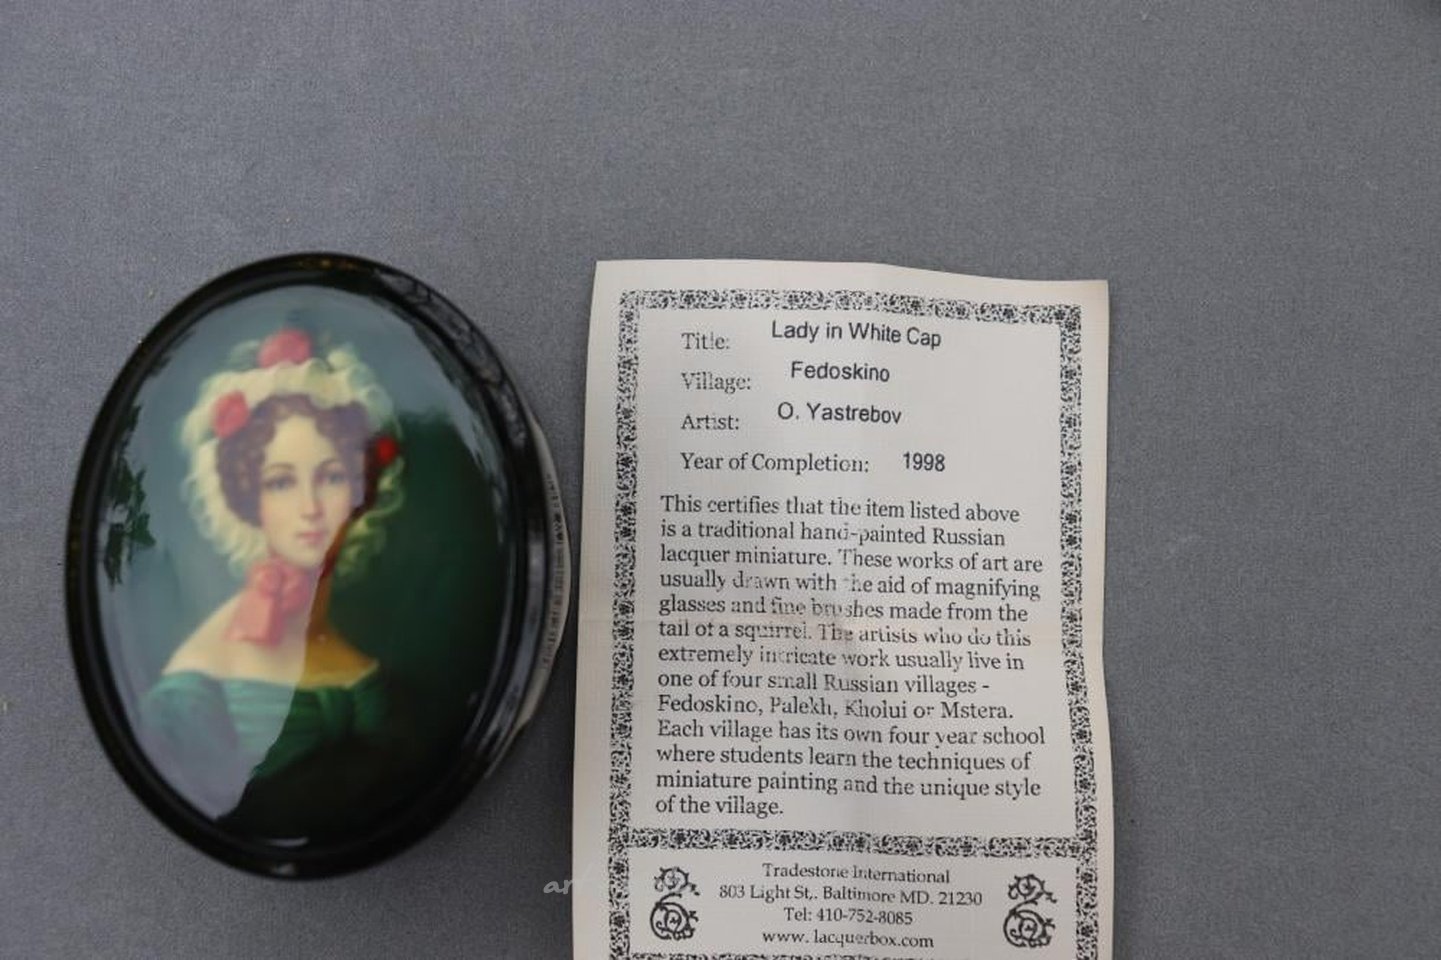 Title: Lady in White Cap
Village: Fedoskino
Artist: O. Yastrebov
Year of Completion: 1998
This certifies that the item listed above
is a traditional hand-painted Russian
lacquer miniature. These works of art are
usually drawn with the aid of magnifying
glasses and fine brushes made from the
tail of a squirrel. The artists who do this
extremely intricate work usually live in
one of four small Russian villages -
Fedoskino, Palekh, Kholui or Mstera.
Each village has its own four year school
where students learn the techniques of
miniature painting and the unique style
of the village.
Tradestone International
803 Light St,. Baltimore MD. 21230
Tel: 410-752-8085
www. lacquerbox.com